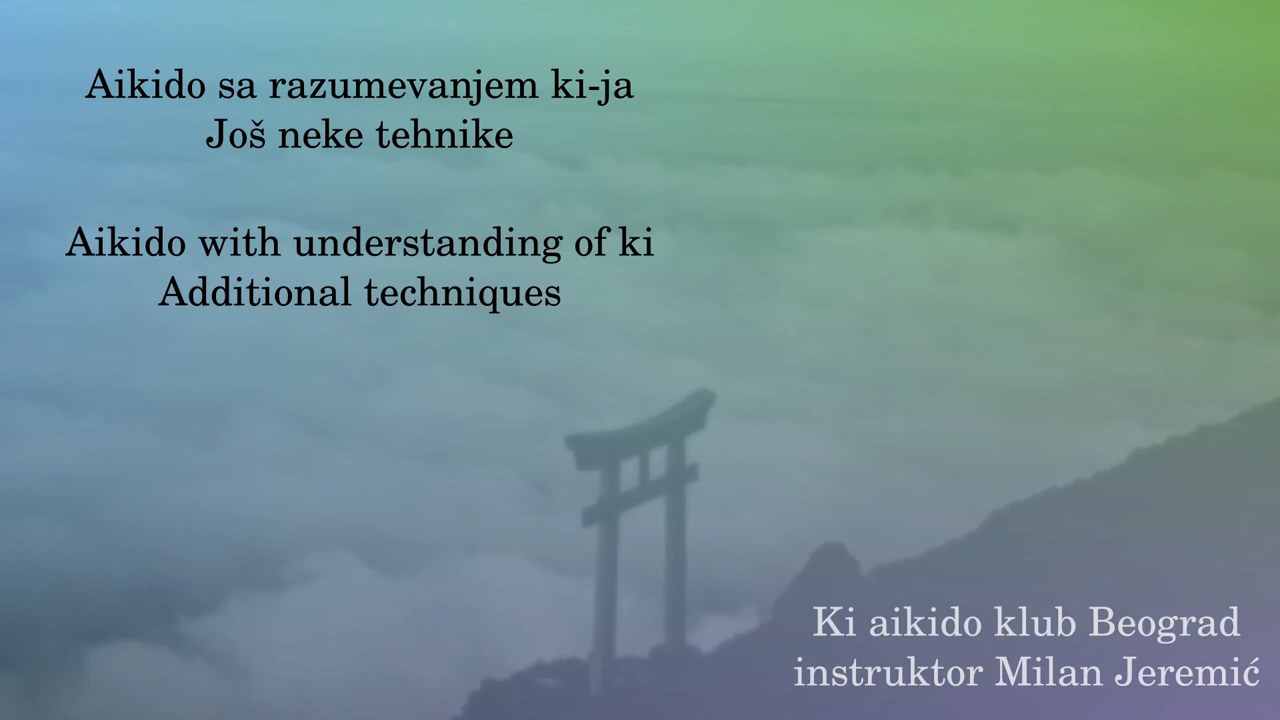 Aikido sa razumevanjem ki-ja
Još neke tehnike
Aikido with understanding of ki
Additional techniques
Ki aikido klub Beograd
instruktor Milan Jeremić